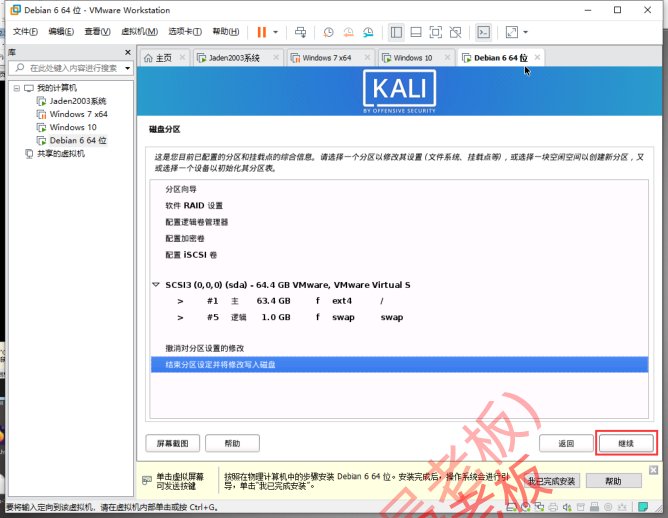 Debian 6 64 位 - VMware Workstation
文件(F) 编辑(E) 查看(V) 虚拟机(M) 选项卡(T) 帮助(H)
库
在此处键入内容进行搜索
我的计算机
Jaden2003系统
Windows 7 x64
Windows 10
Debian 6 64 位
共享的虚拟机
主页 Jaden2003系统 Windows 7 x64 Windows 10 Debian 6 64 位
KALI
BY OFFENSIVE SECURITY
磁盘分区
这是您目前已配置的分区和挂载点的综合信息。请选择一个分区以修改其设置（文件系统、挂载点等），或选择一块空闲空间以创建新分区，又
或选择一个设备以初始化其分区表。
分区向导
软件 RAID 设置
配置逻辑卷管理器
配置加密卷
配置 iSCSI 卷
SCSI3 (0,0,0) (sda) - 64.4 GB VMware, VMware Virtual S
> #1 主 63.4 GB f ext4 /
> #5 逻辑 1.0 GB f swap swap
撤消对分区设置的修改
结束分区设定并将修改写入磁盘
屏幕截图 帮助 返回 继续
单击虚拟屏幕
可发送按键
按照在物理计算机中的步骤安装 Debian 6 64 位。安装完成后，操作系统会进行引
导，单击“我已完成安装”。
我已完成安装 帮助
要将输入定向到该虚拟机，请在虚拟机内部单击或按 Ctrl+G。
老板）
老板